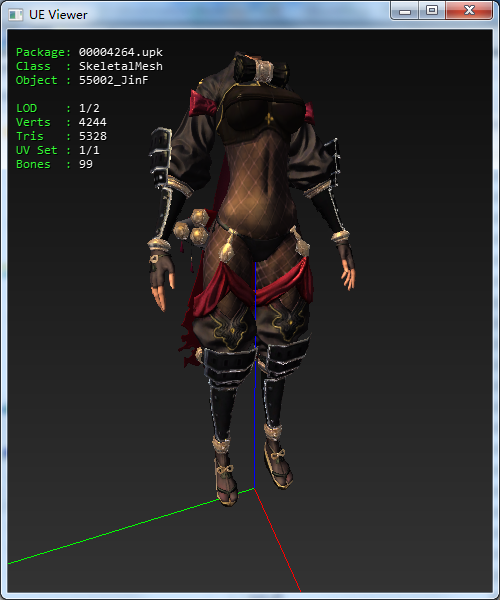 UE Viewer
Package: 00004264.upk
Class : SkeletalMesh
Object : 55002_JinF
LOD : 1/2
Verts : 4244
Tris : 5328
UV Set : 1/1
Bones : 99